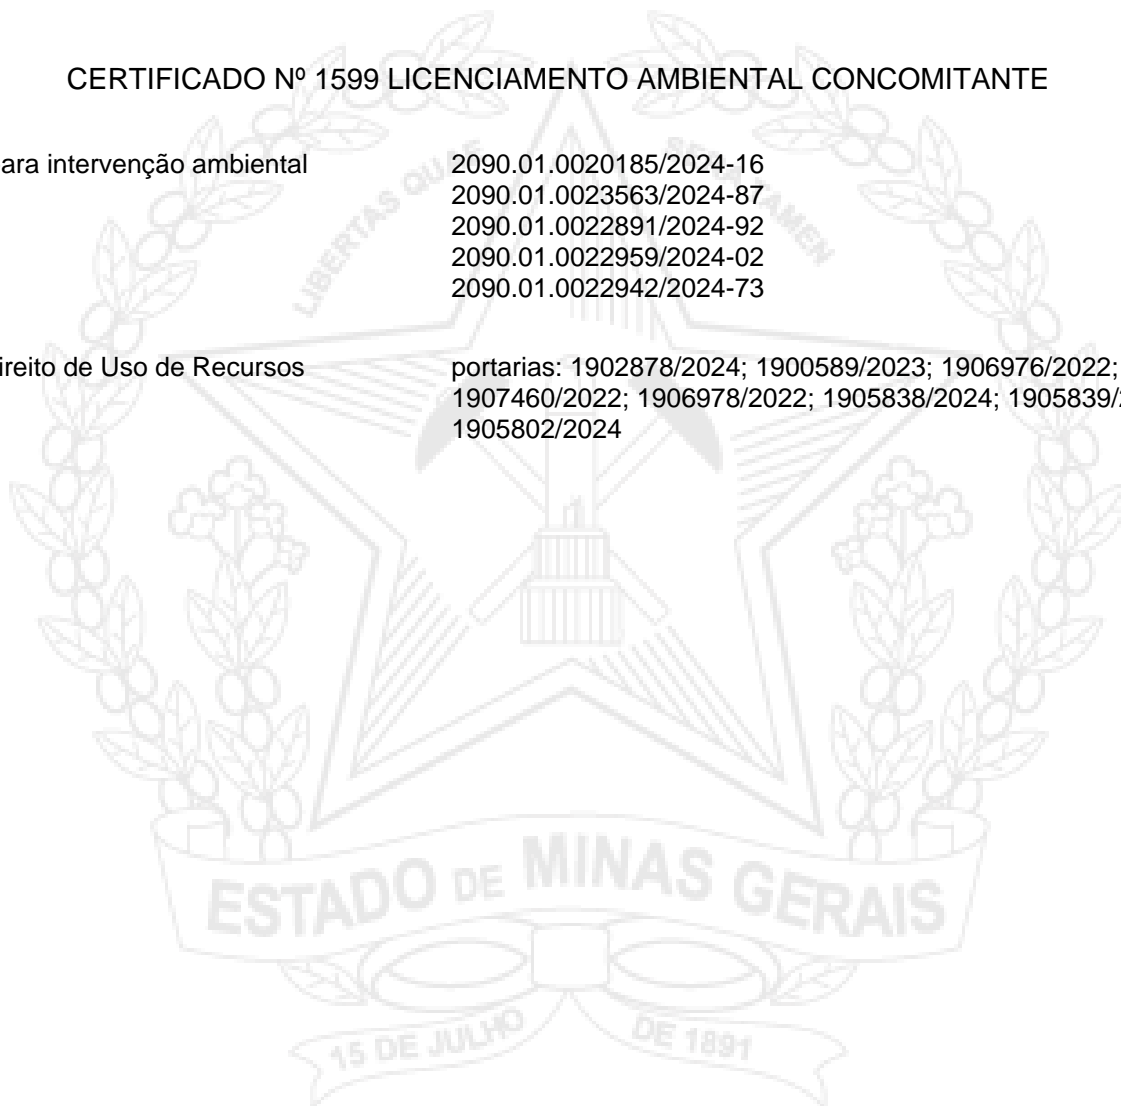 CERTIFICADO Nº 1599 LICENCIAMENTO AMBIENTAL CONCOMITANTE
ara intervenção ambiental 2090.01.0020185/2024-16
2090.01.0023563/2024-87
2090.01.0022891/2024-92
2090.01.0022959/2024-02
2090.01.0022942/2024-73
ireito de Uso de Recursos portarias: 1902878/2024; 1900589/2023; 1906976/2022;
1907460/2022; 1906978/2022; 1905838/2024; 1905839/
1905802/2024
LIBERTAS QUAE SERA TAMEN
ESTADO DE MINAS GERAIS
15 DE JULHO DE 1891